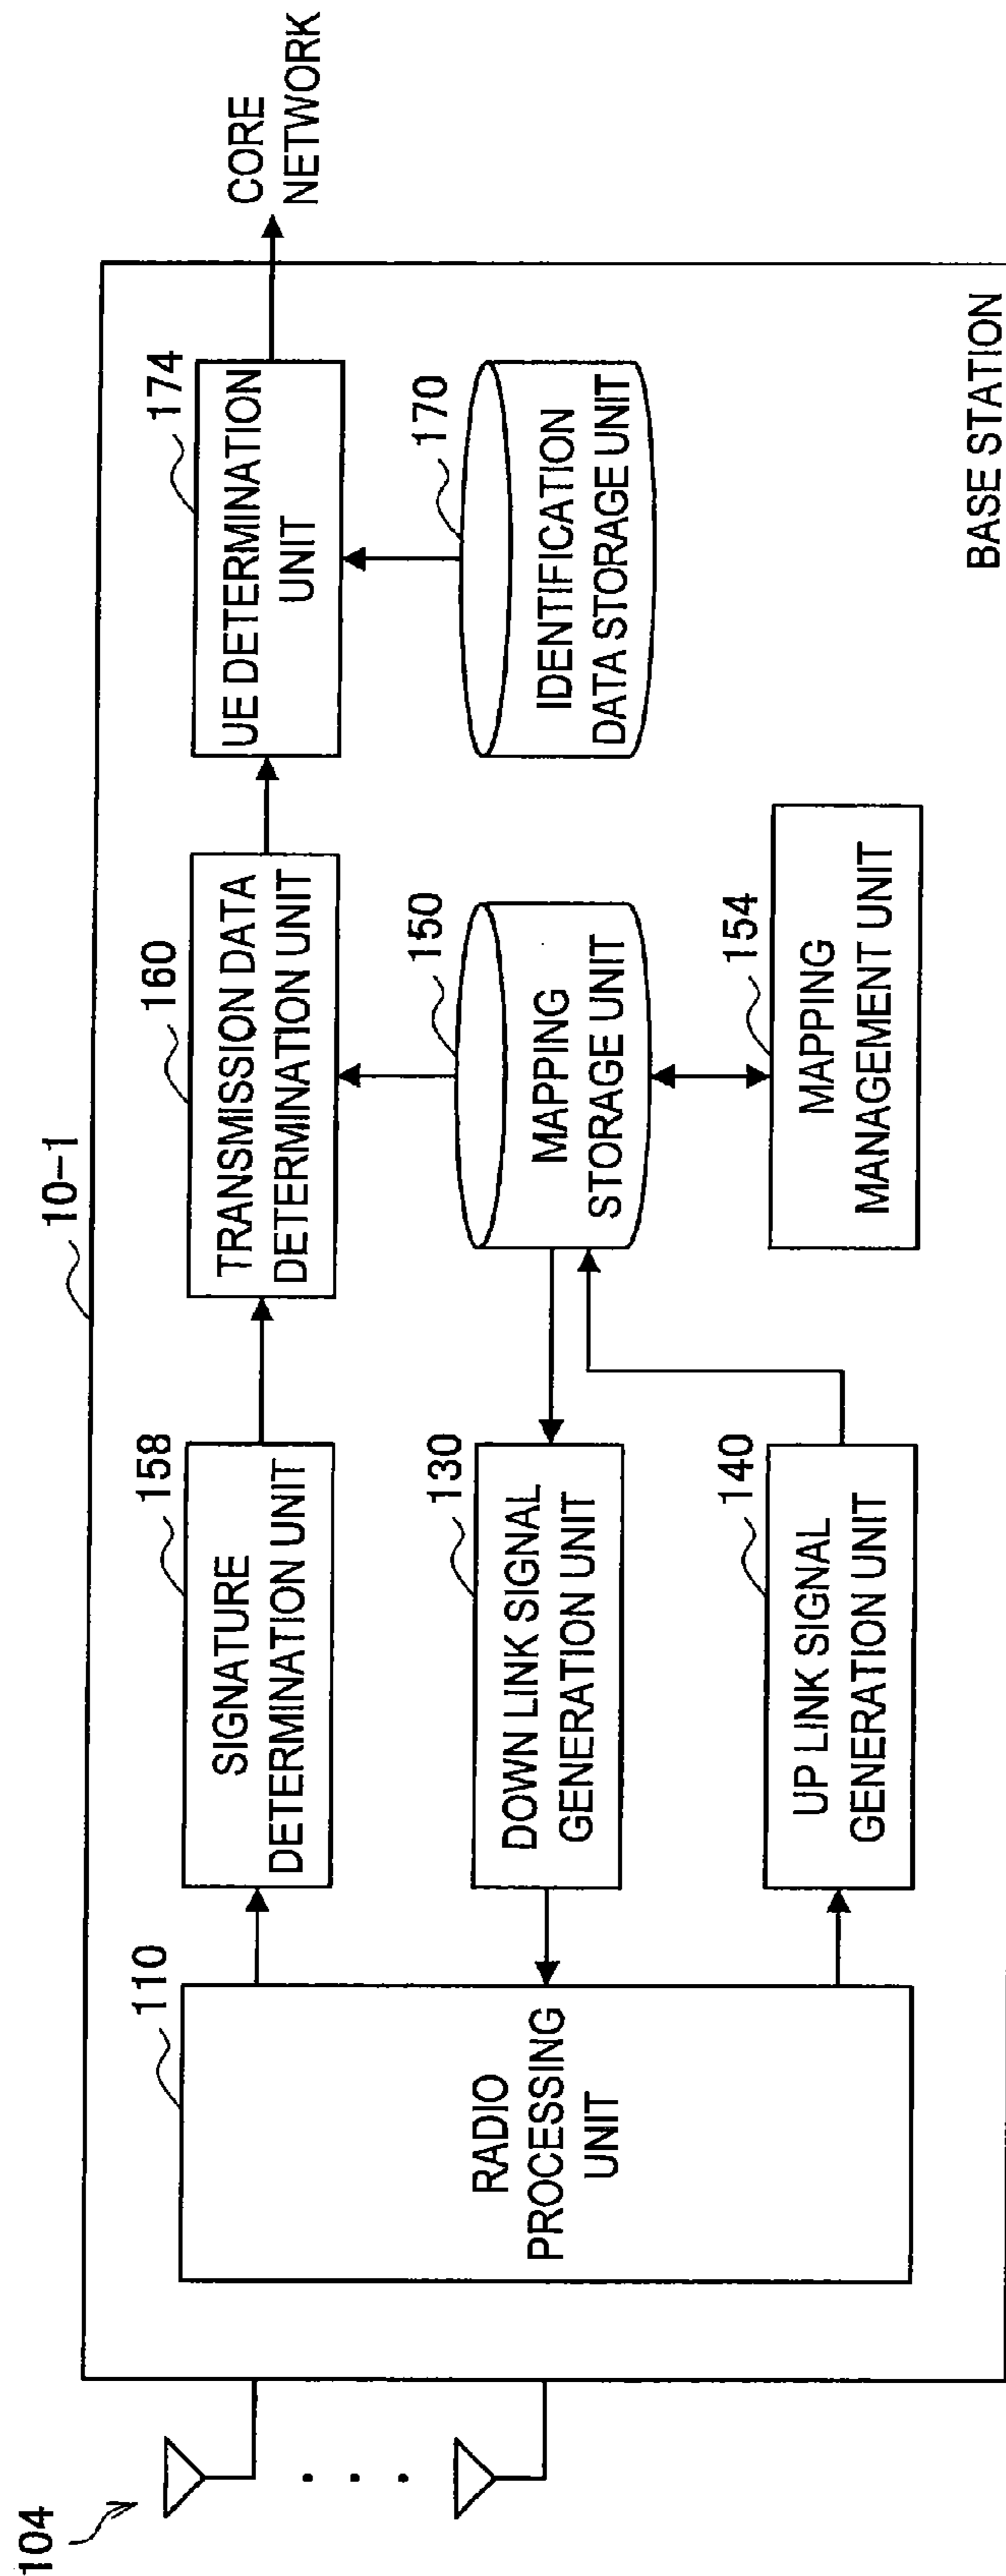 10-1
104
110
RADIO
PROCESSING
UNIT
158
SIGNATURE
DETERMINATION UNIT
160
TRANSMISSION DATA
DETERMINATION UNIT
174
UE DETERMINATION
UNIT
CORE
NETWORK
130
DOWN LINK SIGNAL
GENERATION UNIT
150
MAPPING
STORAGE UNIT
170
IDENTIFICATION
DATA STORAGE UNIT
140
UP LINK SIGNAL
GENERATION UNIT
154
MAPPING
MANAGEMENT UNIT
BASE STATION